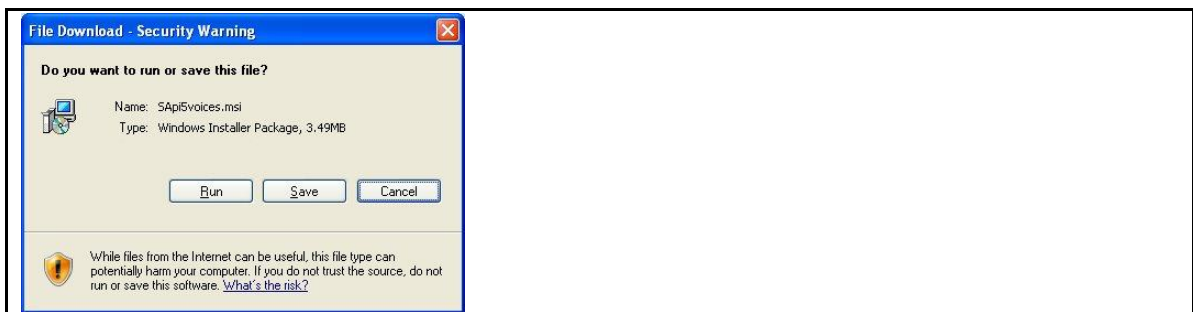 File Download - Security Warning
Do you want to run or save this file?
Name: SApi5voices.msi
Type: Windows Installer Package, 3.49MB
Run Save Cancel
While files from the Internet can be useful, this file type can
potentially harm your computer. If you do not trust the source, do not
run or save this software. What's the risk?